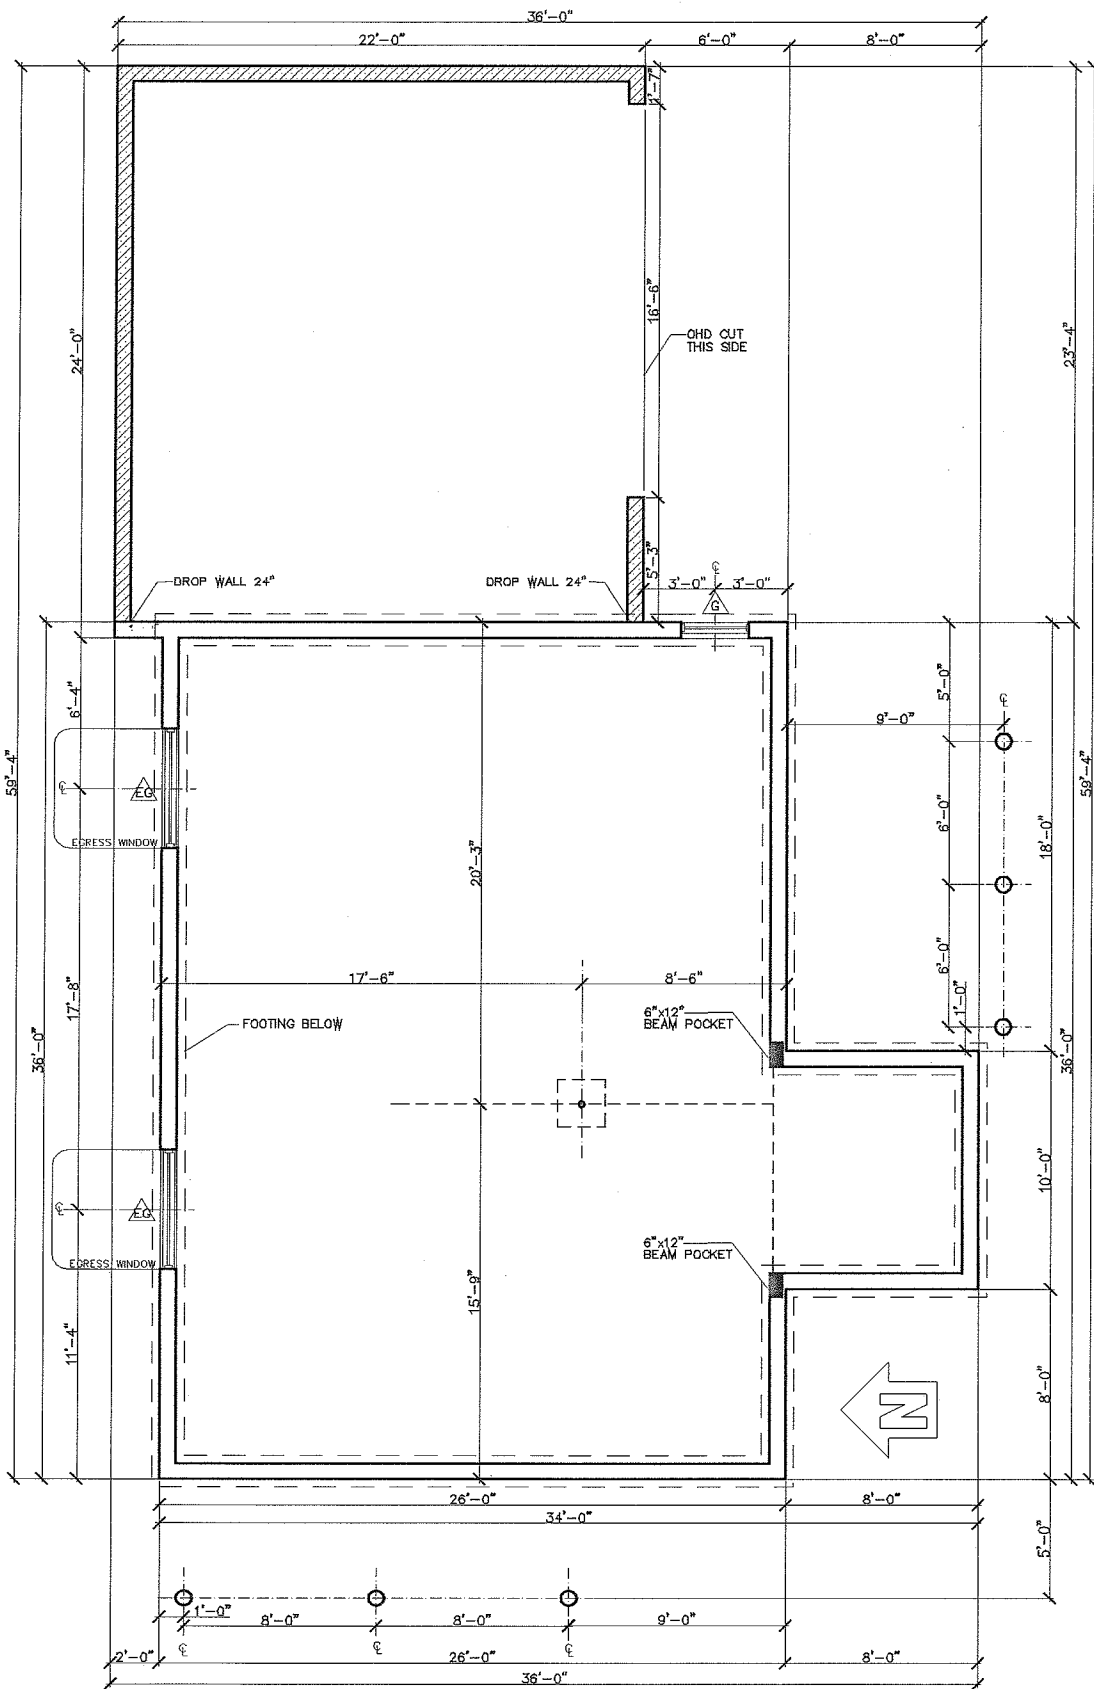 36'-0"
22'-0"
6'-0"
8'-0"
1'-7"
16'-6"
OHD CUT
THIS SIDE
24'-0"
23'-4"
DROP WALL 24"
DROP WALL 24"
5'-3"
3'-0"
3'-0"
G
6'-4"
5'-0"
9'-0"
59'-4"
59'-4"
EG
EGRESS WINDOW
20'-3"
6'-0"
18'-0"
17'-6"
8'-6"
6'-0"
1'-0"
17'-8"
36'-0"
36'-0"
FOOTING BELOW
6"x12"
BEAM POCKET
10'-0"
EG
EGRESS WINDOW
6"x12"
BEAM POCKET
15'-9"
11'-4"
N
8'-0"
26'-0"
8'-0"
34'-0"
5'-0"
1'-0"
8'-0"
8'-0"
9'-0"
2'-0"
26'-0"
8'-0"
36'-0"